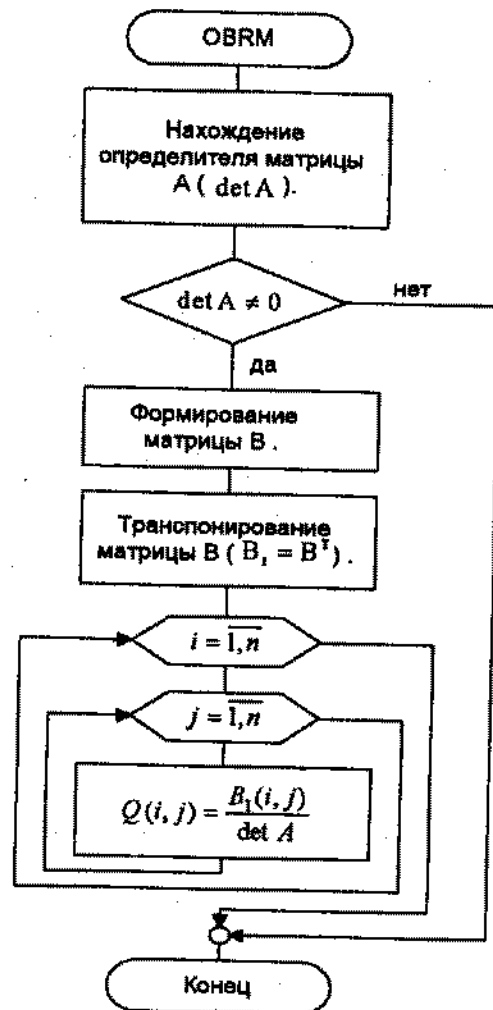 OBRM
Нахождение
определителя матрицы
A ( det A ).
det A ≠ 0
нет
да
Формирование
матрицы B .
Транспонирование
матрицы B ( B₁ = Bᵀ ) .
i = 1, n
j = 1, n
Q(i, j) = B₁(i, j) / det A
Конец